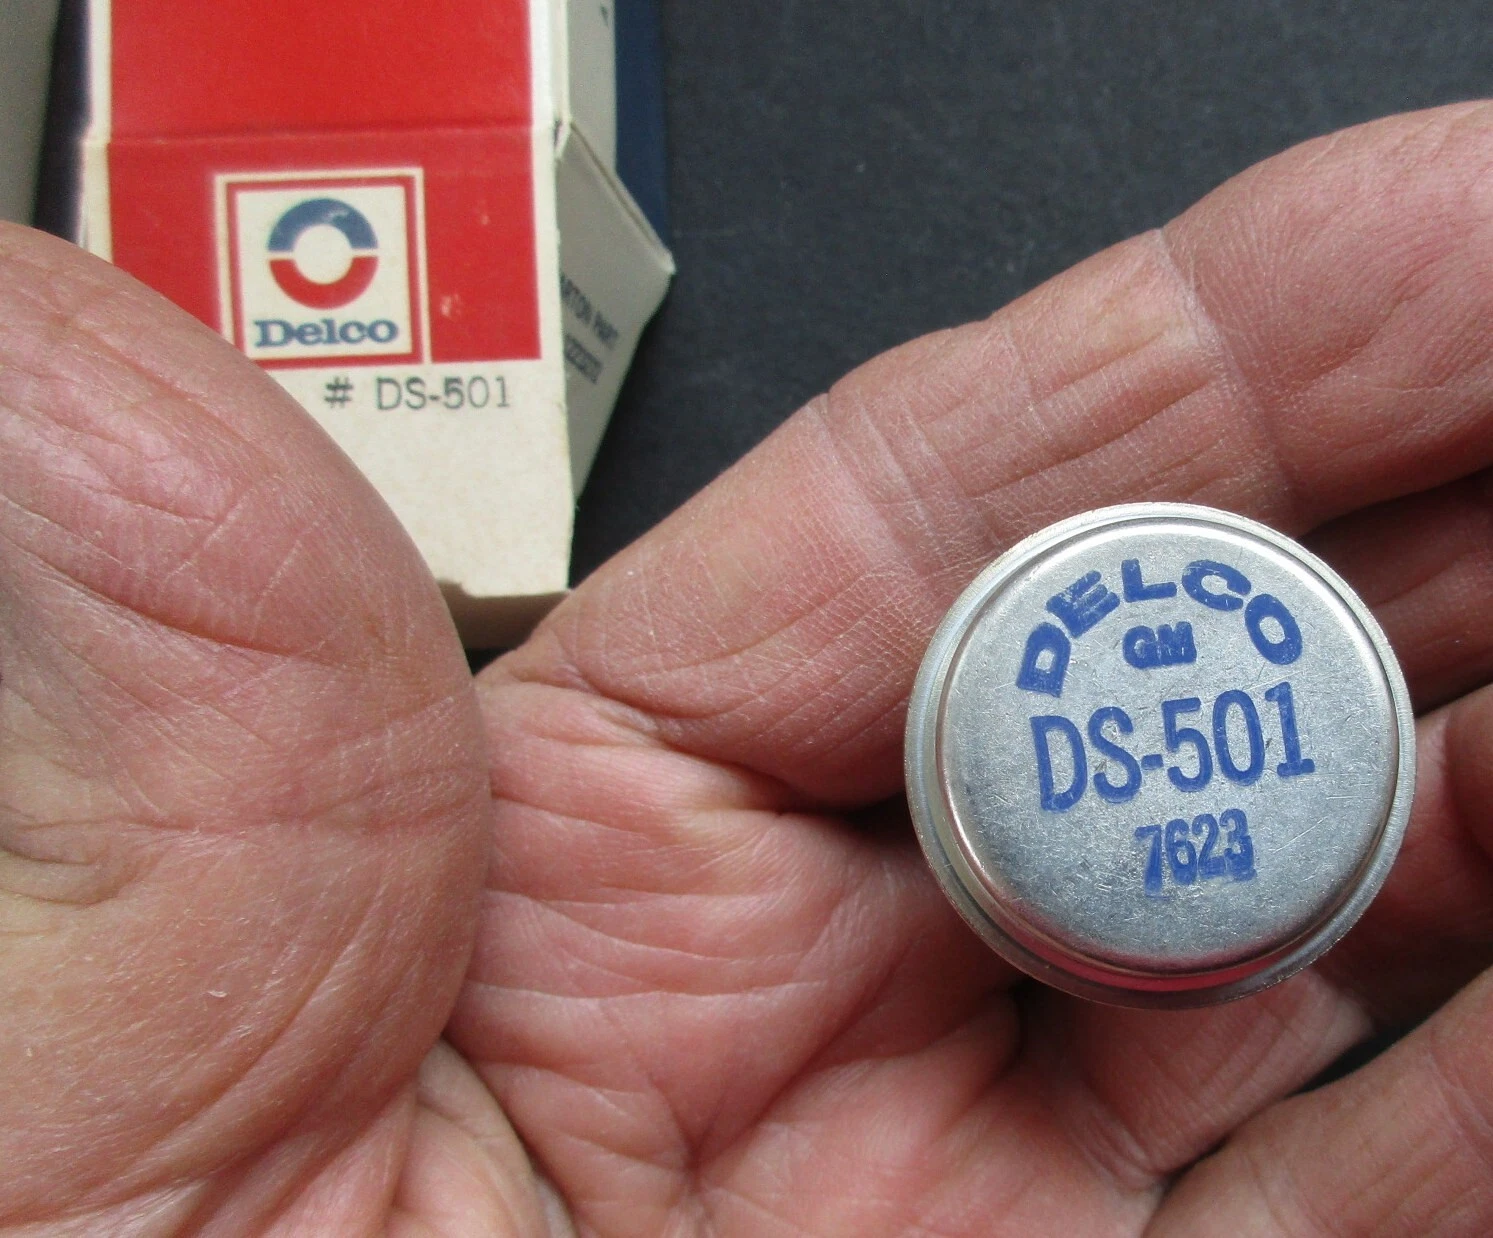 Delco
# DS-501
DELCO
GM
DS-501
7623